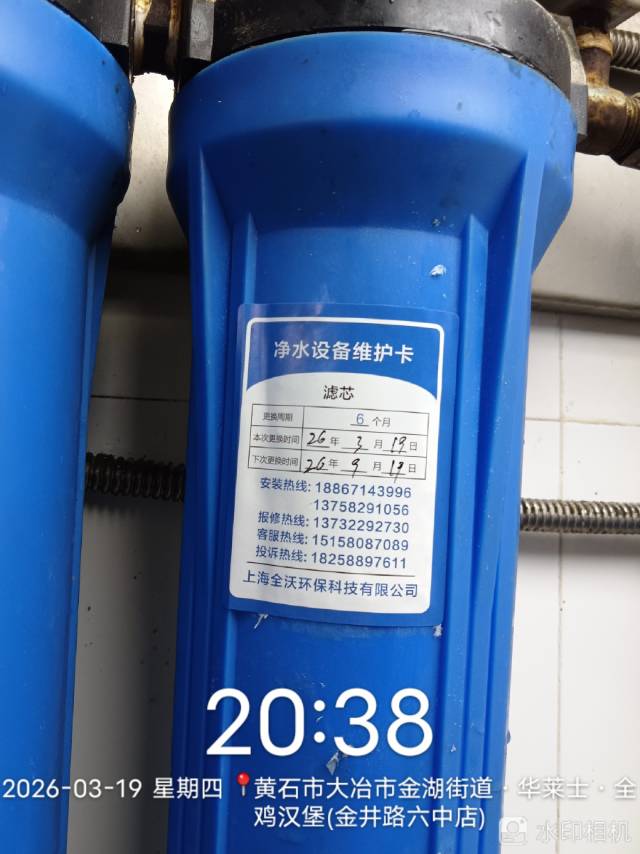 净水设备维护卡
滤芯
更换周期 6 个月
本次更换时间 26 年 3 月 19 日
下次更换时间 26 年 9 月 19 日
安装热线: 18867143996
13758291056
报修热线: 13732292730
客服热线: 15158087089
投诉热线: 18258897611
上海全沃环保科技有限公司
20:38
2026-03-19 星期四 📍黄石市大冶市金湖街道·华莱士·全
鸡汉堡(金井路六中店)
水印相机